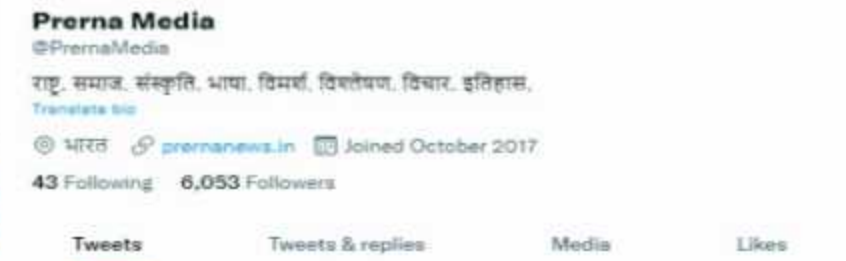 Prerna Media
@PrernaMedia
राष्ट्र, समाज, संस्कृति, भाषा, विमर्श, विश्लेषण, विचार, इतिहास,
Translate bio
भारत prernanews.in Joined October 2017
43 Following 6,053 Followers
Tweets Tweets & replies Media Likes